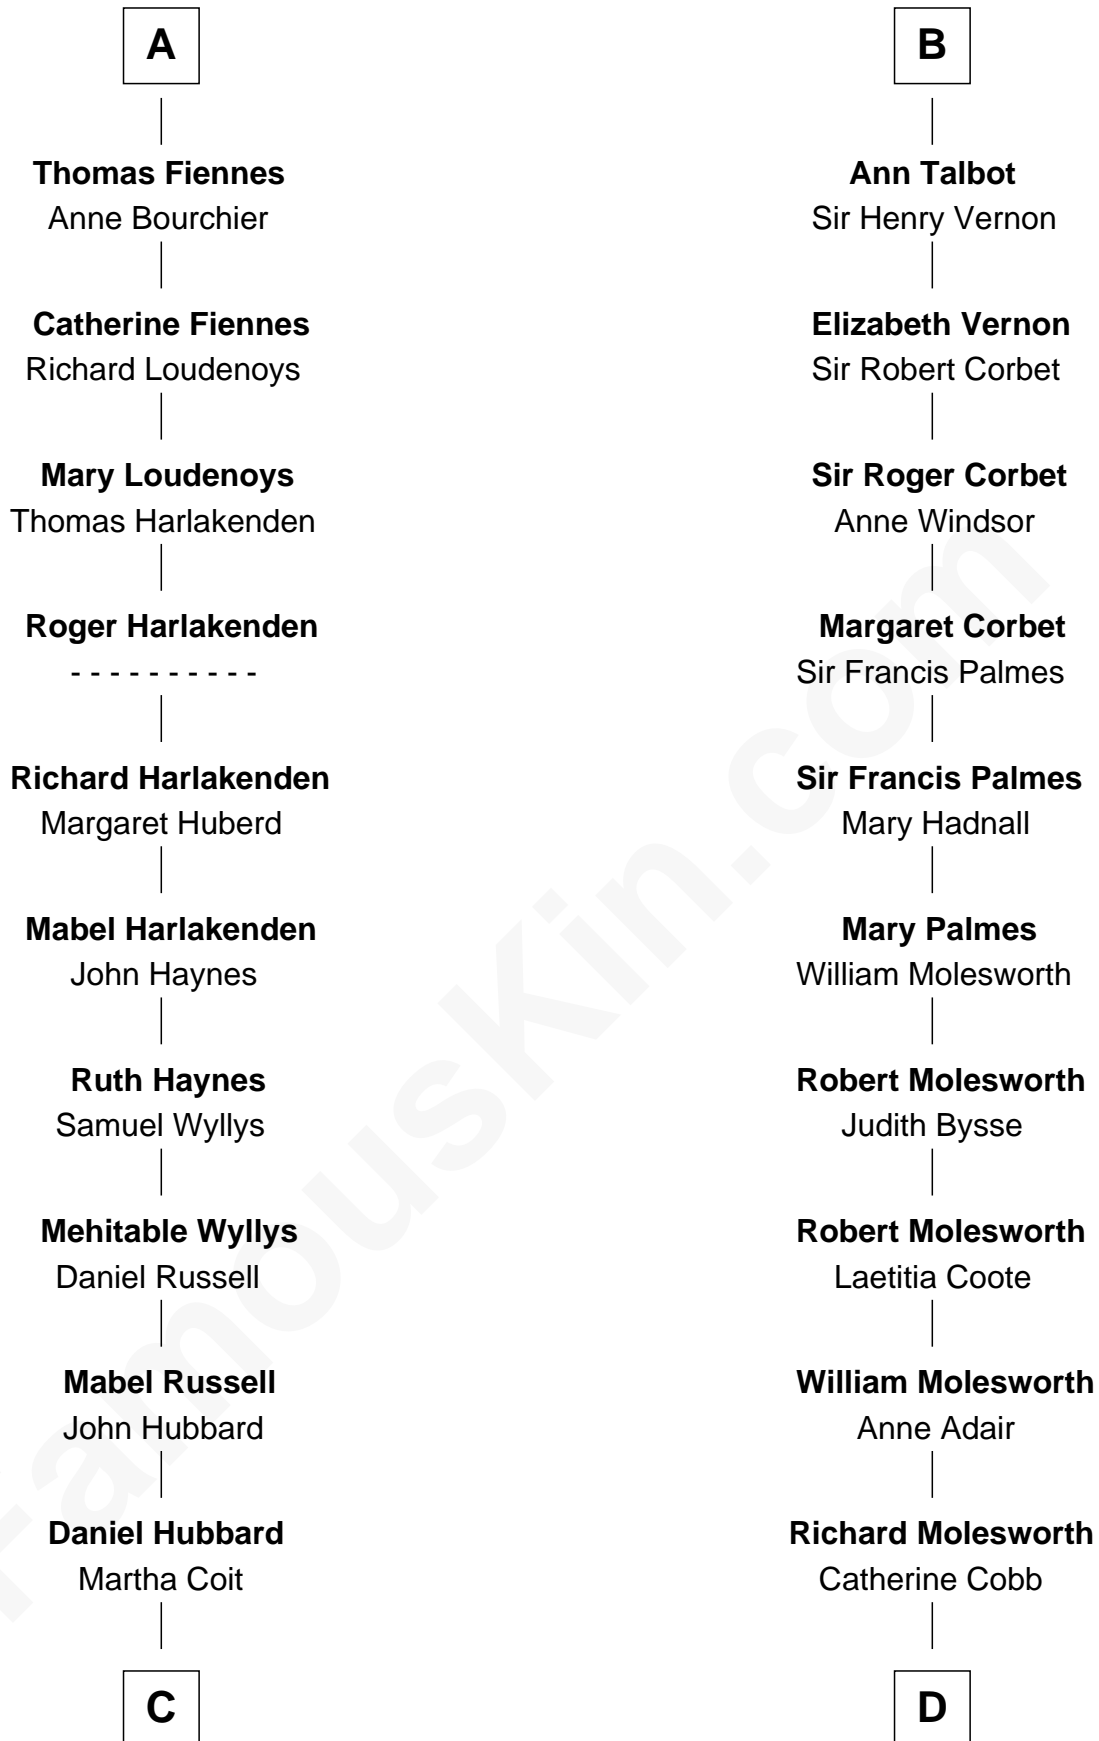 A
Thomas Fiennes
Anne Bourchier
Catherine Fiennes
Richard Loudenoys
Mary Loudenoys
Thomas Harlakenden
Roger Harlakenden
- - - - - - - - - -
Richard Harlakenden
Margaret Huberd
Mabel Harlakenden
John Haynes
Ruth Haynes
Samuel Wyllys
Mehitable Wyllys
Daniel Russell
Mabel Russell
John Hubbard
Daniel Hubbard
Martha Coit
C
B
Ann Talbot
Sir Henry Vernon
Elizabeth Vernon
Sir Robert Corbet
Sir Roger Corbet
Anne Windsor
Margaret Corbet
Sir Francis Palmes
Sir Francis Palmes
Mary Hadnall
Mary Palmes
William Molesworth
Robert Molesworth
Judith Bysse
Robert Molesworth
Laetitia Coote
William Molesworth
Anne Adair
Richard Molesworth
Catherine Cobb
D
FamousKin.com